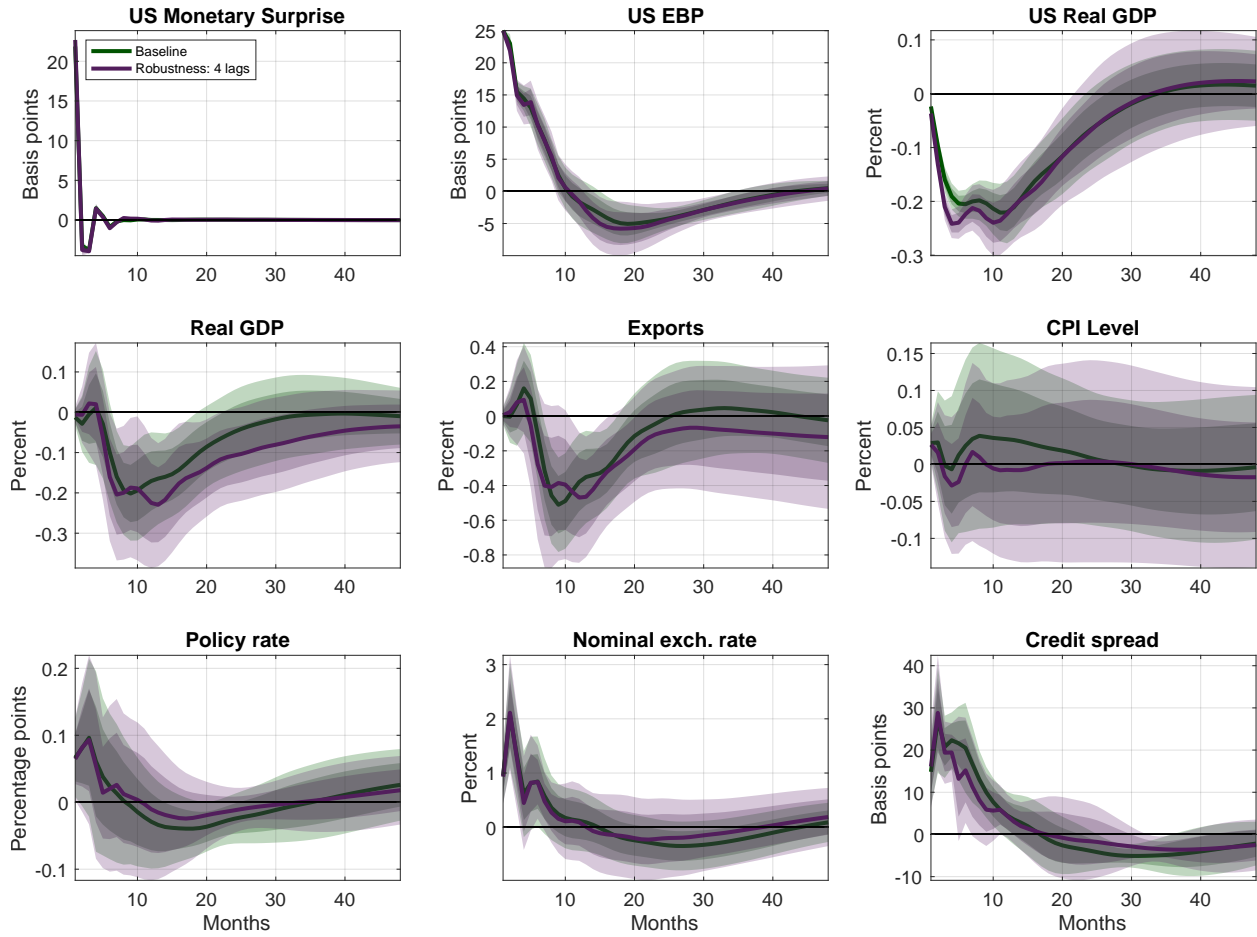 US Monetary Surprise
US EBP
US Real GDP
Baseline
Robustness: 4 lags
Basis points
20
15
10
5
0
10 20 30 40
Basis points
25
20
15
10
5
0
-5
10 20 30 40
Percent
0.1
0
-0.1
-0.2
-0.3
10 20 30 40
Real GDP
Exports
CPI Level
Percent
0.1
0
-0.1
-0.2
-0.3
10 20 30 40
Percent
0.4
0.2
0
-0.2
-0.4
-0.6
-0.8
10 20 30 40
Percent
0.15
0.1
0.05
0
-0.05
-0.1
10 20 30 40
Policy rate
Nominal exch. rate
Credit spread
Percentage points
0.2
0.1
0
-0.1
10 20 30 40
Months
Percent
3
2
1
0
10 20 30 40
Months
Basis points
40
30
20
10
0
-10
10 20 30 40
Months